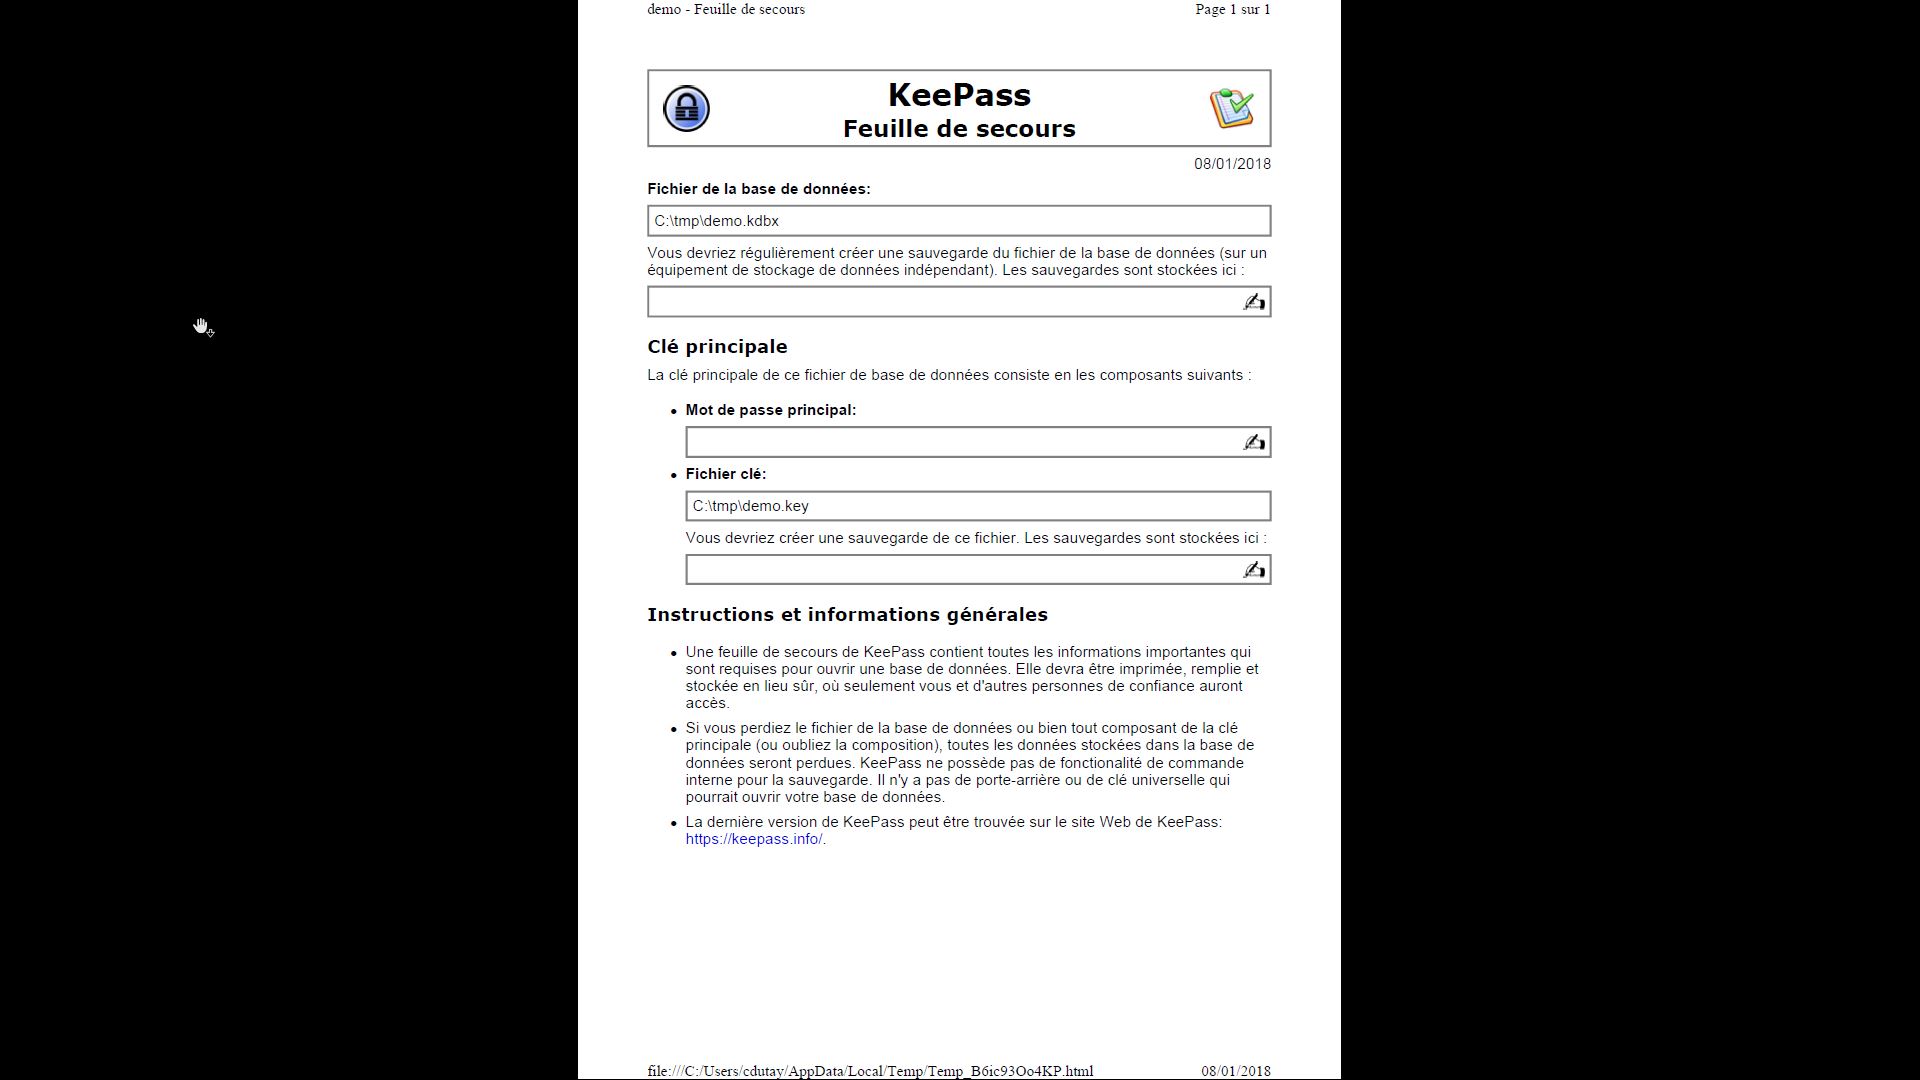 demo - Feuille de secours Page 1 sur 1
KeePass
Feuille de secours
08/01/2018
Fichier de la base de données:
C:\tmp\demo.kdbx
Vous devriez régulièrement créer une sauvegarde du fichier de la base de données (sur un
équipement de stockage de données indépendant). Les sauvegardes sont stockées ici :
Clé principale
La clé principale de ce fichier de base de données consiste en les composants suivants :
• Mot de passe principal:
• Fichier clé:
C:\tmp\demo.key
Vous devriez créer une sauvegarde de ce fichier. Les sauvegardes sont stockées ici :
Instructions et informations générales
• Une feuille de secours de KeePass contient toutes les informations importantes qui
sont requises pour ouvrir une base de données. Elle devra être imprimée, remplie et
stockée en lieu sûr, où seulement vous et d'autres personnes de confiance auront
accès.
• Si vous perdiez le fichier de la base de données ou bien tout composant de la clé
principale (ou oubliez la composition), toutes les données stockées dans la base de
données seront perdues. KeePass ne possède pas de fonctionalité de commande
interne pour la sauvegarde. Il n'y a pas de porte-arrière ou de clé universelle qui
pourrait ouvrir votre base de données.
• La dernière version de KeePass peut être trouvée sur le site Web de KeePass:
https://keepass.info/.
file:///C:/Users/cdutay/AppData/Local/Temp/Temp_B6ic93Oo4KP.html 08/01/2018